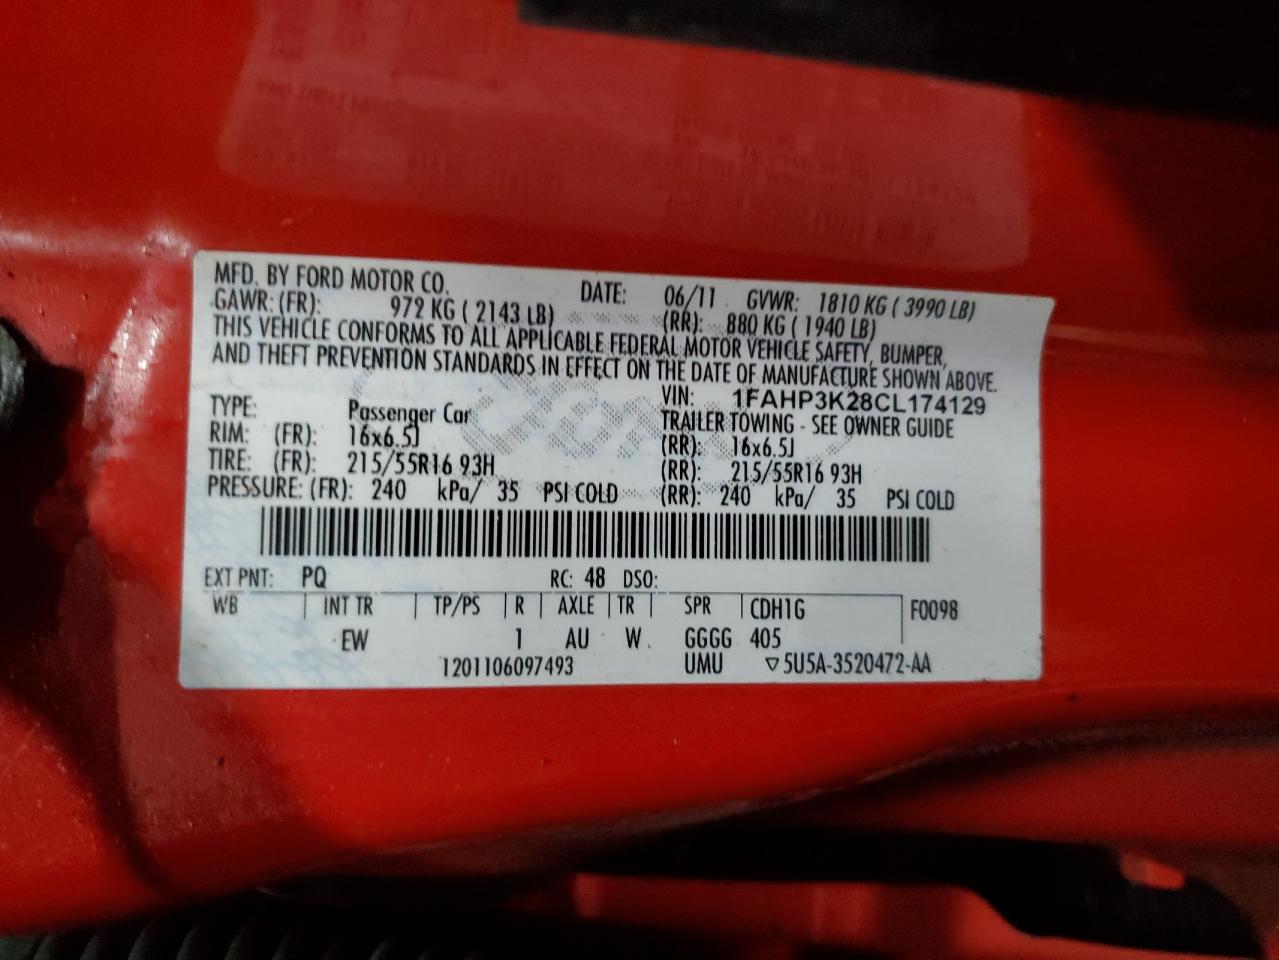 MFD. BY FORD MOTOR CO. DATE: 06/11 GVWR: 1810 KG ( 3990 LB)
GAWR: (FR): 972 KG ( 2143 LB) (RR): 880 KG ( 1940 LB)
THIS VEHICLE CONFORMS TO ALL APPLICABLE FEDERAL MOTOR VEHICLE SAFETY, BUMPER,
AND THEFT PREVENTION STANDARDS IN EFFECT ON THE DATE OF MANUFACTURE SHOWN ABOVE.
VIN: 1FAHP3K28CL174129
TYPE: Passenger Car TRAILER TOWING - SEE OWNER GUIDE
RIM: (FR): 16x6.5J (RR): 16x6.5J
TIRE: (FR): 215/55R16 93H (RR): 215/55R16 93H
PRESSURE: (FR): 240 kPa/ 35 PSI COLD (RR): 240 kPa/ 35 PSI COLD
EXT PNT: PQ RC: 48 DSO:
WB | INT TR | TP/PS | R | AXLE | TR | SPR CDH1G F0098
EW 1 AU W. GGGG 405
1201106097493 UMU ▽5U5A-3520472-AA